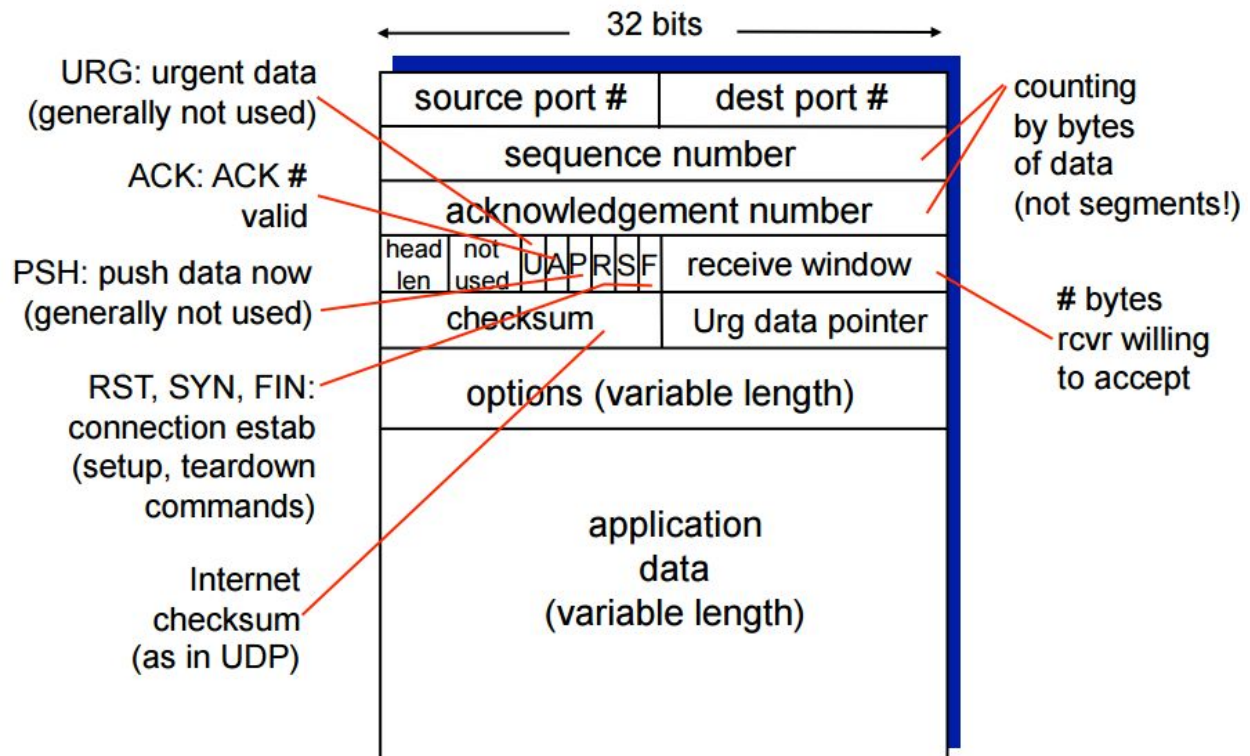 32 bits
URG: urgent data
(generally not used)
ACK: ACK #
valid
PSH: push data now
(generally not used)
RST, SYN, FIN:
connection estab
(setup, teardown
commands)
Internet
checksum
(as in UDP)
source port #
dest port #
sequence number
acknowledgement number
head
len
not
used
U
A
P
R
S
F
receive window
checksum
Urg data pointer
options (variable length)
application
data
(variable length)
counting
by bytes
of data
(not segments!)
# bytes
rcvr willing
to accept